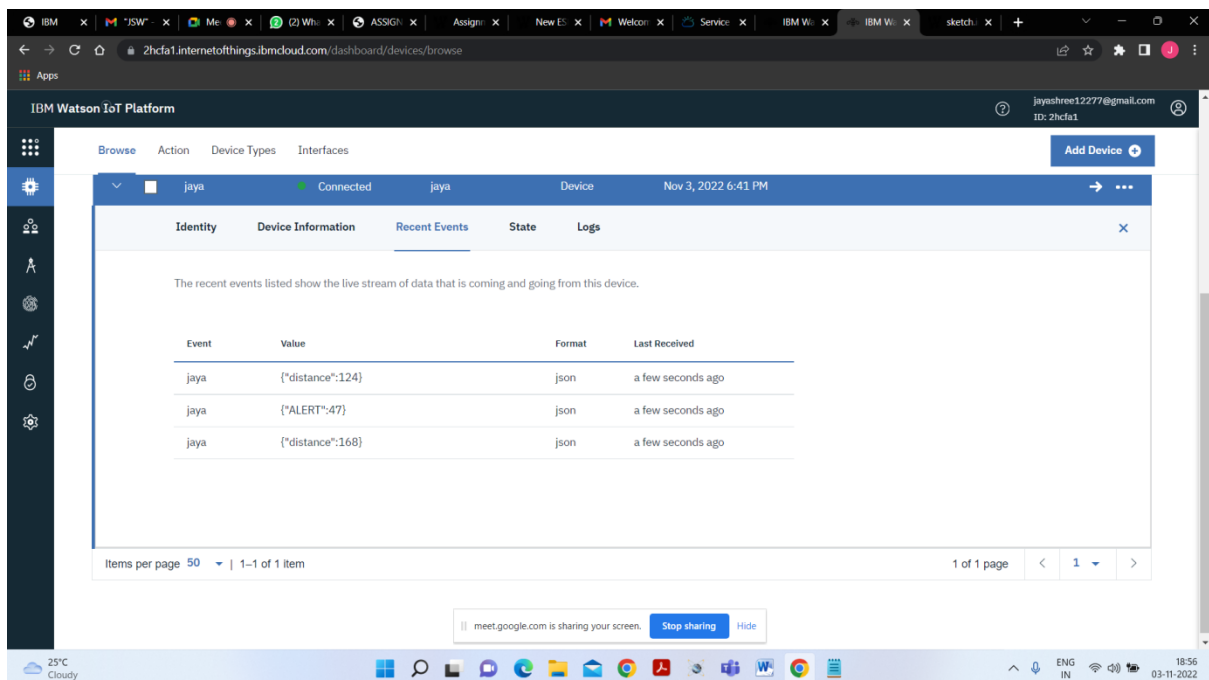 IBM
"JSW" -
Me
(2) Wha
ASSIGN
Assignn
New ES
Welcon
Service
IBM Wa
IBM Wa
sketch.i
2hcfa1.internetofthings.ibmcloud.com/dashboard/devices/browse
J
Apps
IBM Watson IoT Platform
jayashree12277@gmail.com
ID: 2hcfa1
Browse Action Device Types Interfaces
Add Device
jaya Connected jaya Device Nov 3, 2022 6:41 PM
Identity Device Information Recent Events State Logs
The recent events listed show the live stream of data that is coming and going from this device.
Event Value Format Last Received
jaya {"distance":124} json a few seconds ago
jaya {"ALERT":47} json a few seconds ago
jaya {"distance":168} json a few seconds ago
Items per page 50 | 1–1 of 1 item 1 of 1 page < 1 >
meet.google.com is sharing your screen. Stop sharing Hide
25°C
Cloudy
ENG
IN
18:56
03-11-2022